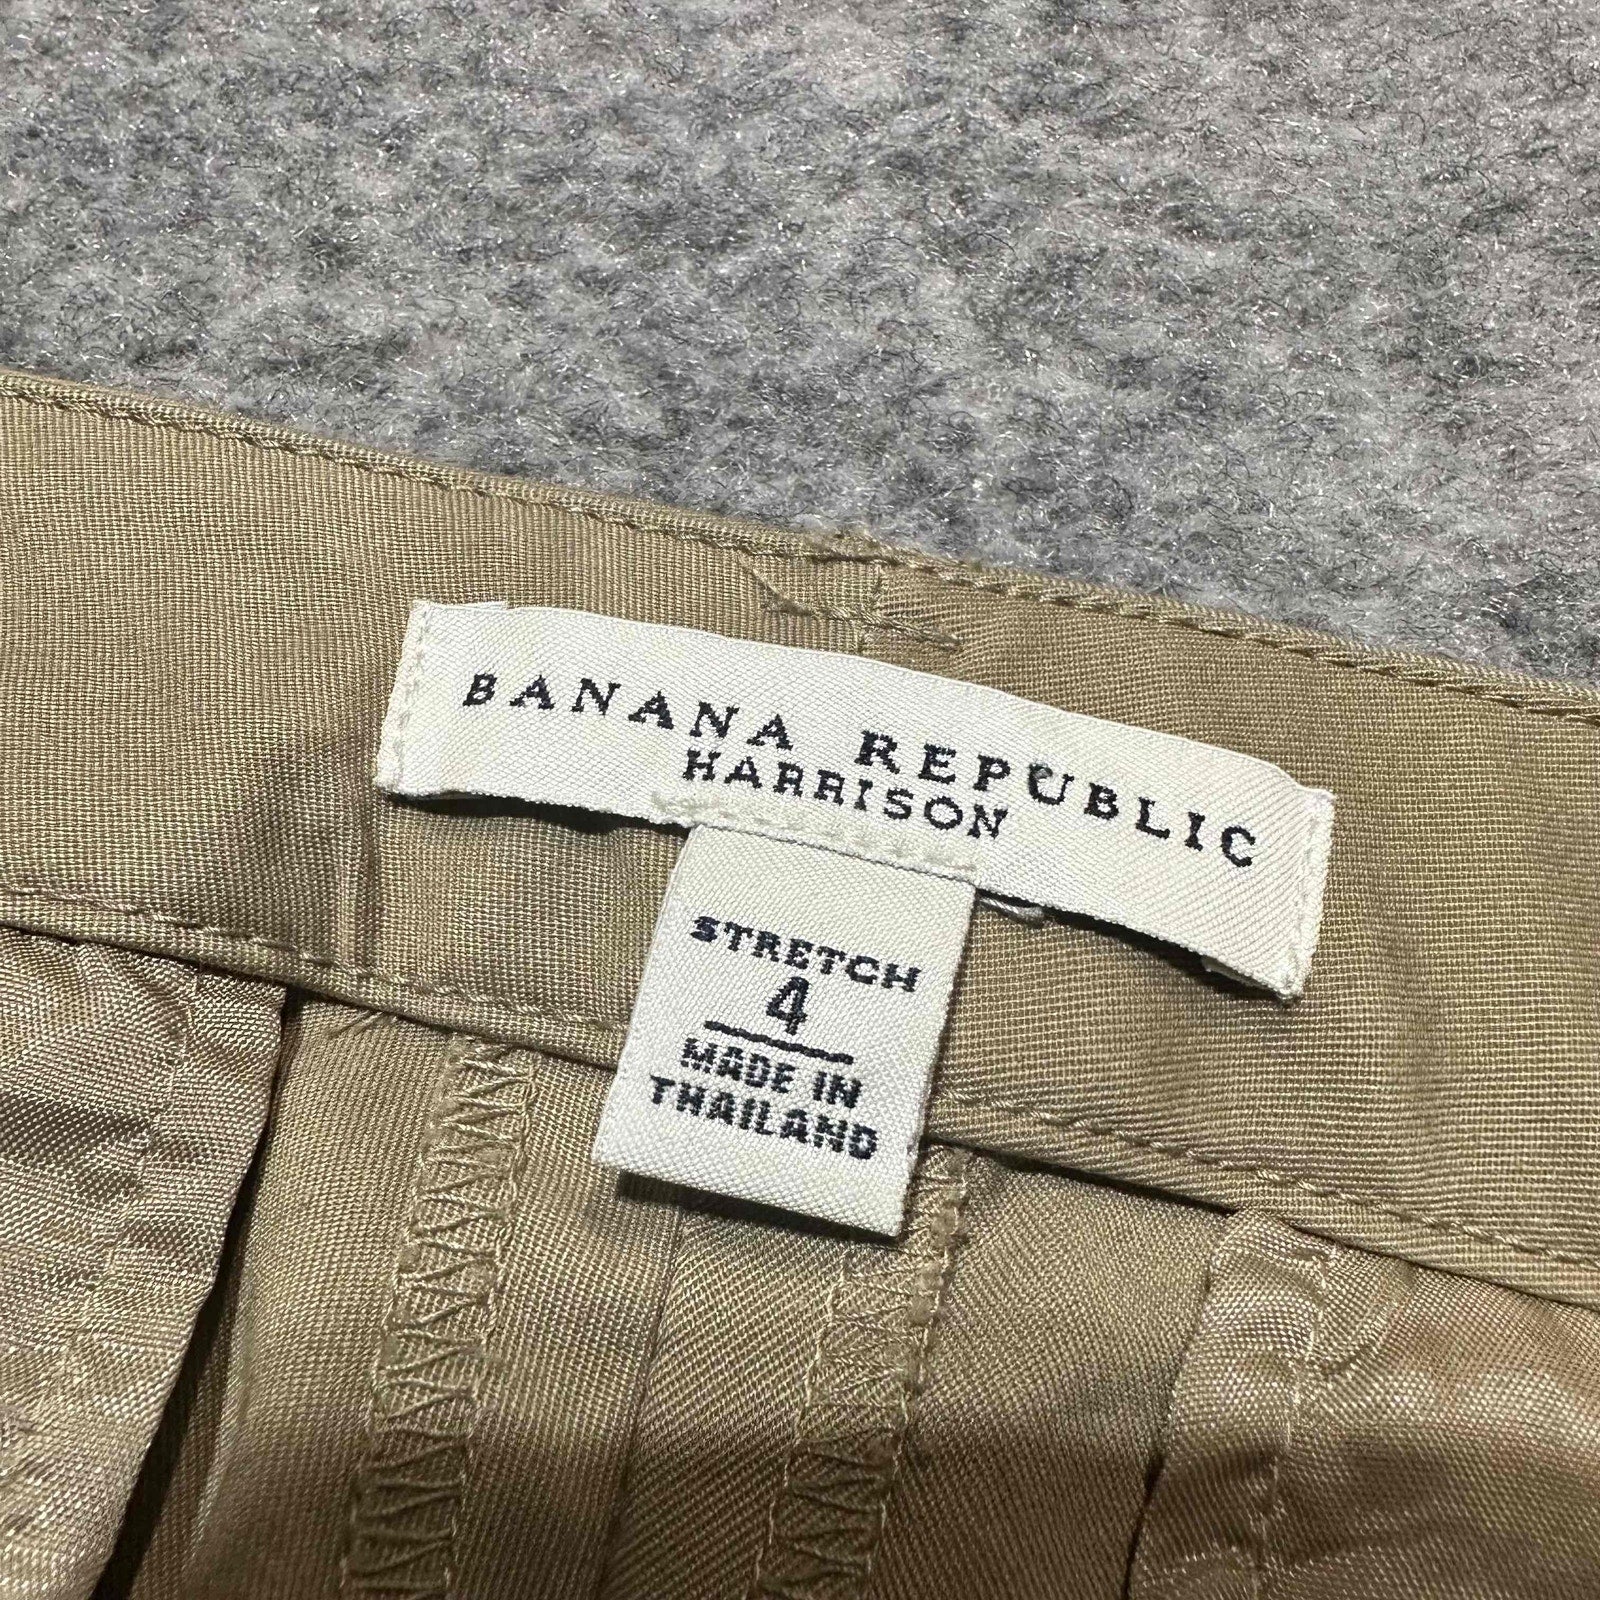 BANANA REPUBLIC
HARRISON
STRETCH
4
MADE IN
THAILAND